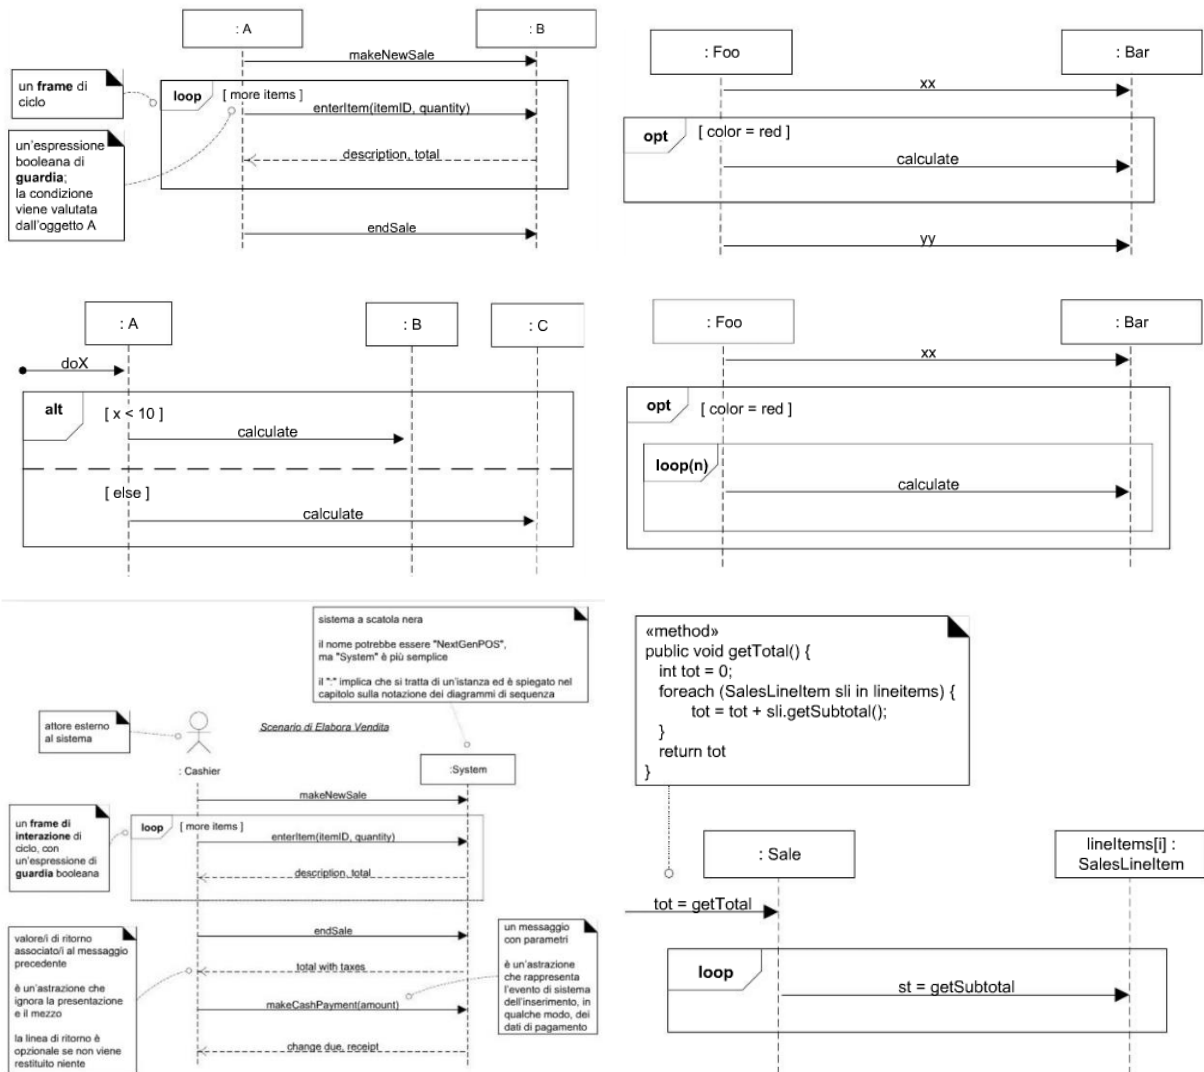 : A
: B
makeNewSale
un frame di
ciclo
loop
[ more items ]
enterItem(itemID, quantity)
un'espressione
booleana di
guardia;
la condizione
viene valutata
dall'oggetto A
description, total
endSale
: Foo
: Bar
xx
opt
[ color = red ]
calculate
yy
: A
: B
: C
doX
alt
[ x < 10 ]
calculate
[ else ]
calculate
: Foo
: Bar
xx
opt
[ color = red ]
loop(n)
calculate
sistema a scatola nera
il nome potrebbe essere "NextGenPOS",
ma "System" è più semplice
il ":" implica che si tratta di un'istanza ed è spiegato nel
capitolo sulla notazione dei diagrammi di sequenza
attore esterno
al sistema
Scenario di Elabora Vendita
: Cashier
:System
makeNewSale
un frame di
interazione di
ciclo, con
un'espressione di
guardia booleana
loop
[ more items ]
enterItem(itemID, quantity)
description, total
endSale
valore/i di ritorno
associato/i al messaggio
precedente
è un'astrazione che
ignora la presentazione
e il mezzo
la linea di ritorno è
opzionale se non viene
restituito niente
total with taxes
makeCashPayment(amount)
change due, receipt
un messaggio
con parametri
è un'astrazione
che rappresenta
l'evento di sistema
dell'inserimento, in
qualche modo, dei
dati di pagamento
«method»
public void getTotal() {
int tot = 0;
foreach (SalesLineItem sli in lineitems) {
tot = tot + sli.getSubtotal();
}
return tot
}
: Sale
lineItems[i] :
SalesLineItem
tot = getTotal
loop
st = getSubtotal